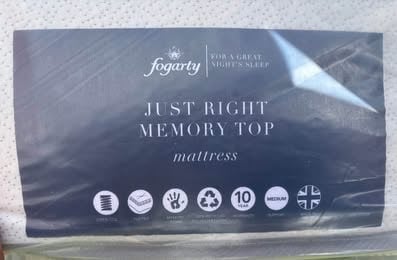 fogarty
FOR A GREAT
NIGHT'S SLEEP
JUST RIGHT
MEMORY TOP
mattress
10
YEAR
MEDIUM